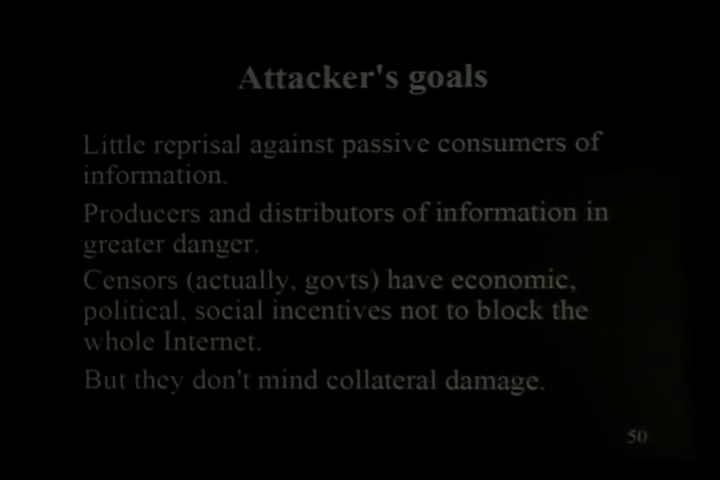 Attacker's goals
Little reprisal against passive consumers of
information.
Producers and distributors of information in
greater danger.
Censors (actually, govts) have economic,
political, social incentives not to block the
whole Internet.
But they don't mind collateral damage.
50